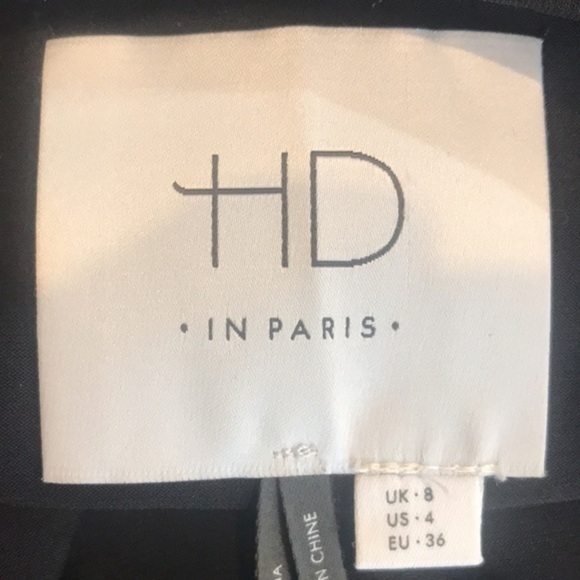 HD
• IN PARIS •
UK • 8
US • 4
EU • 36
N CHINE